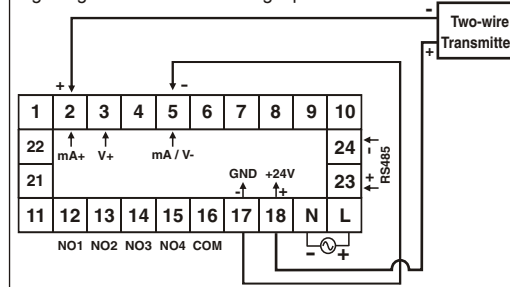 -
Two-wire
Transmitte
+
+ -
1 2 3 4 5 6 7 8 9 10
22 mA+ V+ mA / V- 24 -
GND +24V RS485
21 - + 23 +
11 12 13 14 15 16 17 18 N L
NO1 NO2 NO3 NO4 COM - +